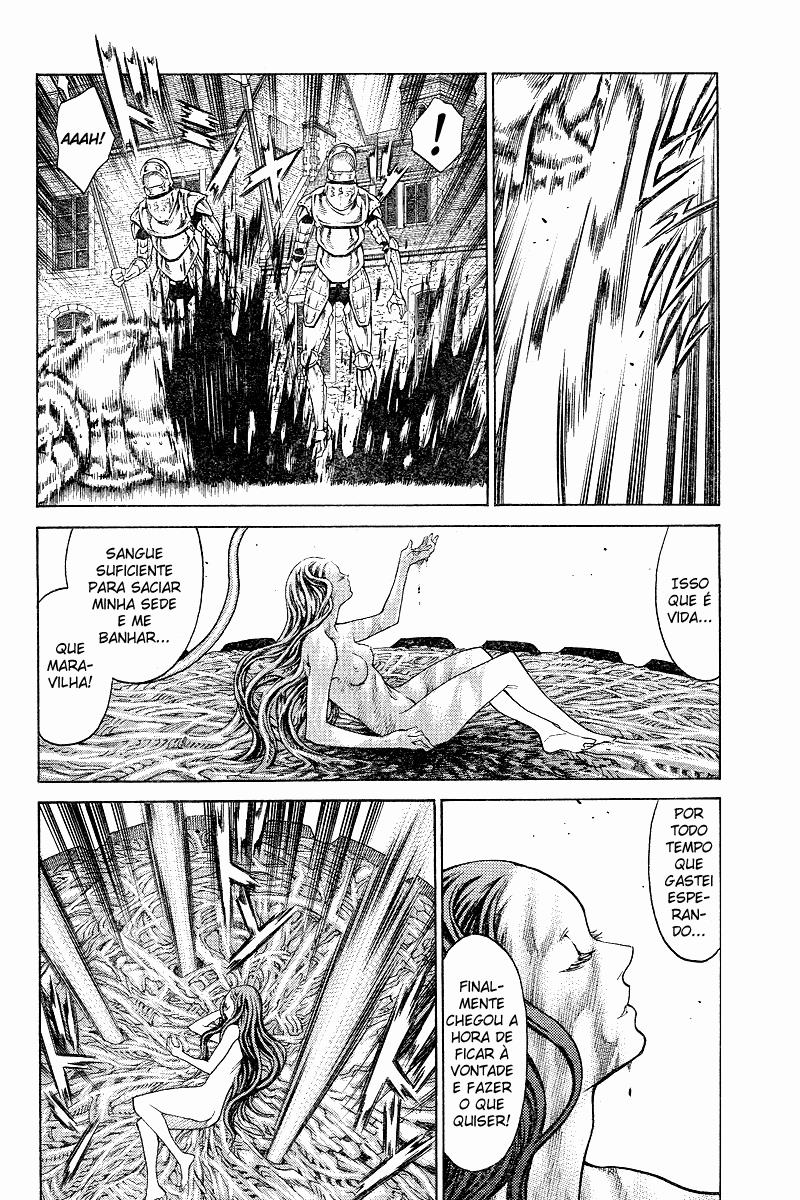 !
AAAH!
ISSO
QUE É
VIDA...
SANGUE
SUFICIENTE
PARA SACIAR
MINHA SEDE
E ME
BANHAR...
QUE
MARA-
VILHA!
POR
TODO
TEMPO
QUE
GASTEI
ESPE-
RAN-
DO...
FINAL-
MENTE
CHEGOU A
HORA DE
FICAR À
VONTADE
E FAZER
O QUE
QUISER!